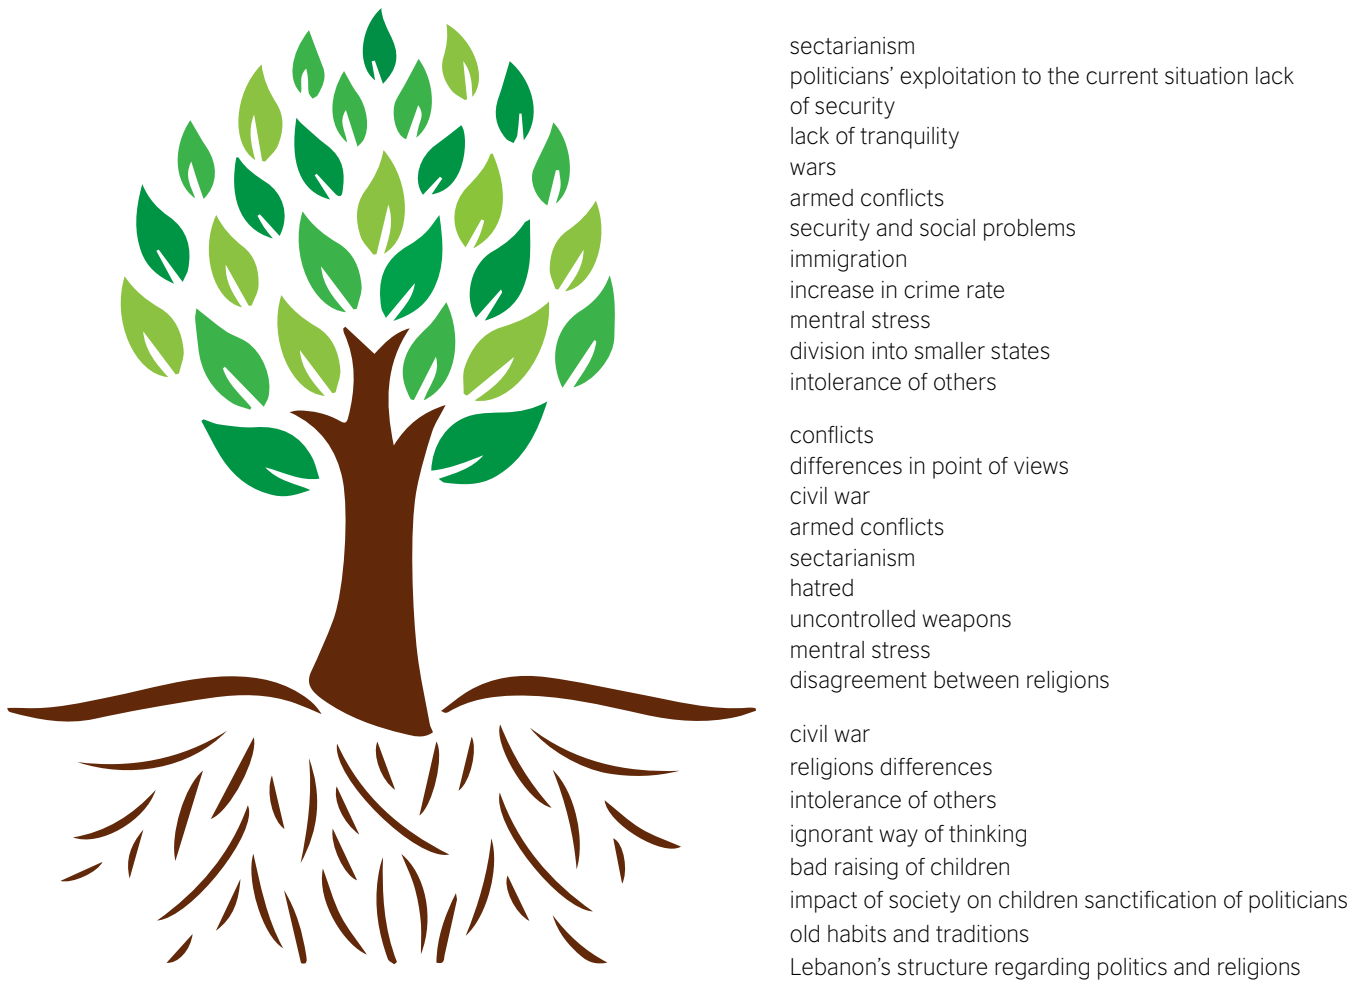 sectarianism
politicians’ exploitation to the current situation lack
of security
lack of tranquility
wars
armed conflicts
security and social problems
immigration
increase in crime rate
mentral stress
division into smaller states
intolerance of others
conflicts
differences in point of views
civil war
armed conflicts
sectarianism
hatred
uncontrolled weapons
mentral stress
disagreement between religions
civil war
religions differences
intolerance of others
ignorant way of thinking
bad raising of children
impact of society on children sanctification of politicians
old habits and traditions
Lebanon’s structure regarding politics and religions